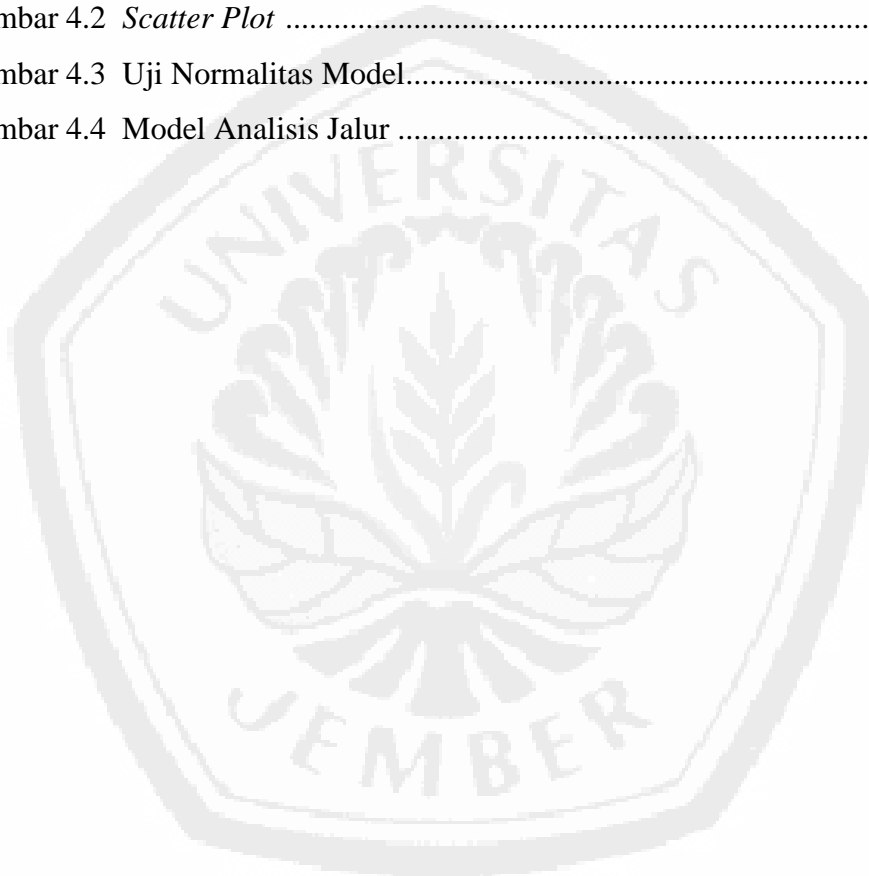 mbar 4.2 Scatter Plot ........................................................................
mbar 4.3 Uji Normalitas Model.........................................................
mbar 4.4 Model Analisis Jalur ..........................................................
UNIVERSITAS
JEMBER